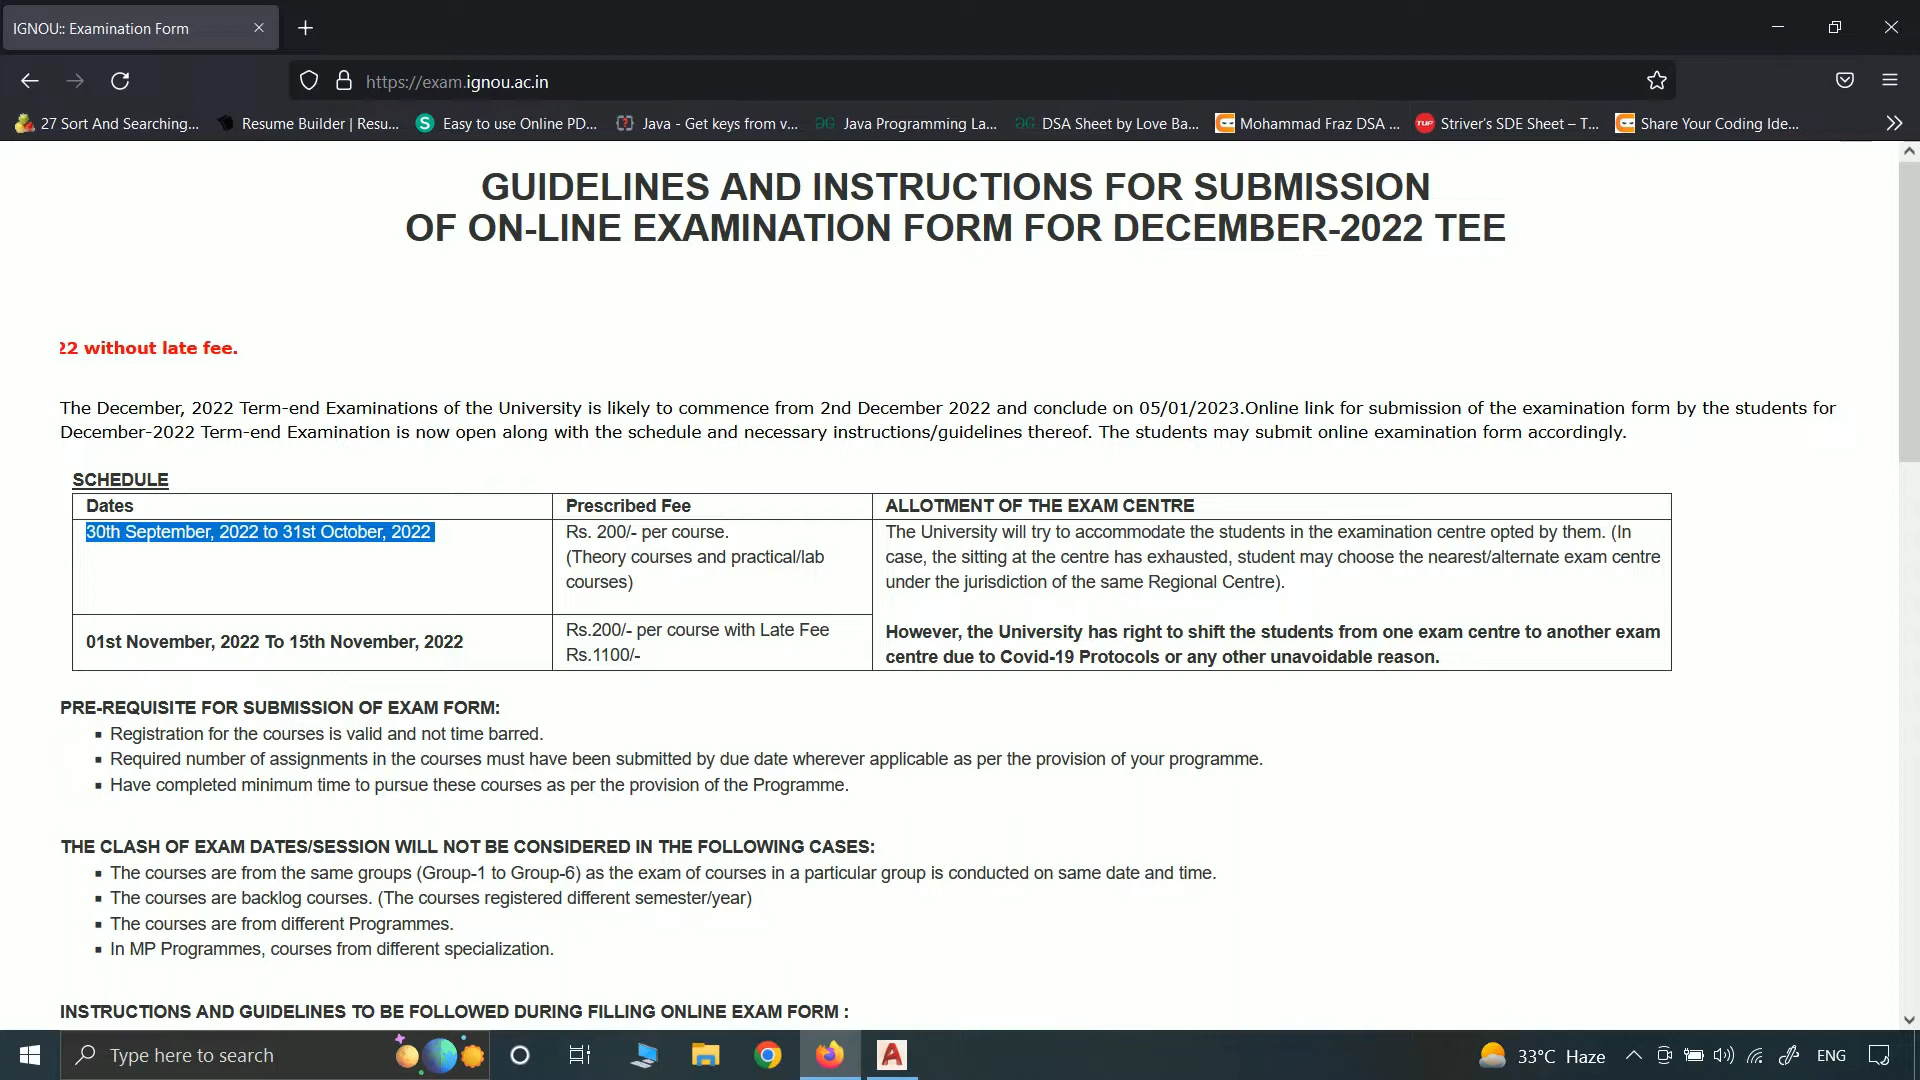 IGNOU:: Examination Form
https://exam.ignou.ac.in
27 Sort And Searching...
Resume Builder | Resu...
Easy to use Online PD...
Java - Get keys from v...
Java Programming La...
DSA Sheet by Love Ba...
Mohammad Fraz DSA ...
Striver's SDE Sheet – T...
Share Your Coding Ide...
GUIDELINES AND INSTRUCTIONS FOR SUBMISSION
OF ON-LINE EXAMINATION FORM FOR DECEMBER-2022 TEE
22 without late fee.
The December, 2022 Term-end Examinations of the University is likely to commence from 2nd December 2022 and conclude on 05/01/2023.Online link for submission of the examination form by the students for
December-2022 Term-end Examination is now open along with the schedule and necessary instructions/guidelines thereof. The students may submit online examination form accordingly.
SCHEDULE
Dates
Prescribed Fee
ALLOTMENT OF THE EXAM CENTRE
30th September, 2022 to 31st October, 2022
Rs. 200/- per course.
(Theory courses and practical/lab
courses)
The University will try to accommodate the students in the examination centre opted by them. (In
case, the sitting at the centre has exhausted, student may choose the nearest/alternate exam centre
under the jurisdiction of the same Regional Centre).
However, the University has right to shift the students from one exam centre to another exam
centre due to Covid-19 Protocols or any other unavoidable reason.
01st November, 2022 To 15th November, 2022
Rs.200/- per course with Late Fee
Rs.1100/-
PRE-REQUISITE FOR SUBMISSION OF EXAM FORM:
Registration for the courses is valid and not time barred.
Required number of assignments in the courses must have been submitted by due date wherever applicable as per the provision of your programme.
Have completed minimum time to pursue these courses as per the provision of the Programme.
THE CLASH OF EXAM DATES/SESSION WILL NOT BE CONSIDERED IN THE FOLLOWING CASES:
The courses are from the same groups (Group-1 to Group-6) as the exam of courses in a particular group is conducted on same date and time.
The courses are backlog courses. (The courses registered different semester/year)
The courses are from different Programmes.
In MP Programmes, courses from different specialization.
INSTRUCTIONS AND GUIDELINES TO BE FOLLOWED DURING FILLING ONLINE EXAM FORM :
Type here to search
33°C Haze
ENG